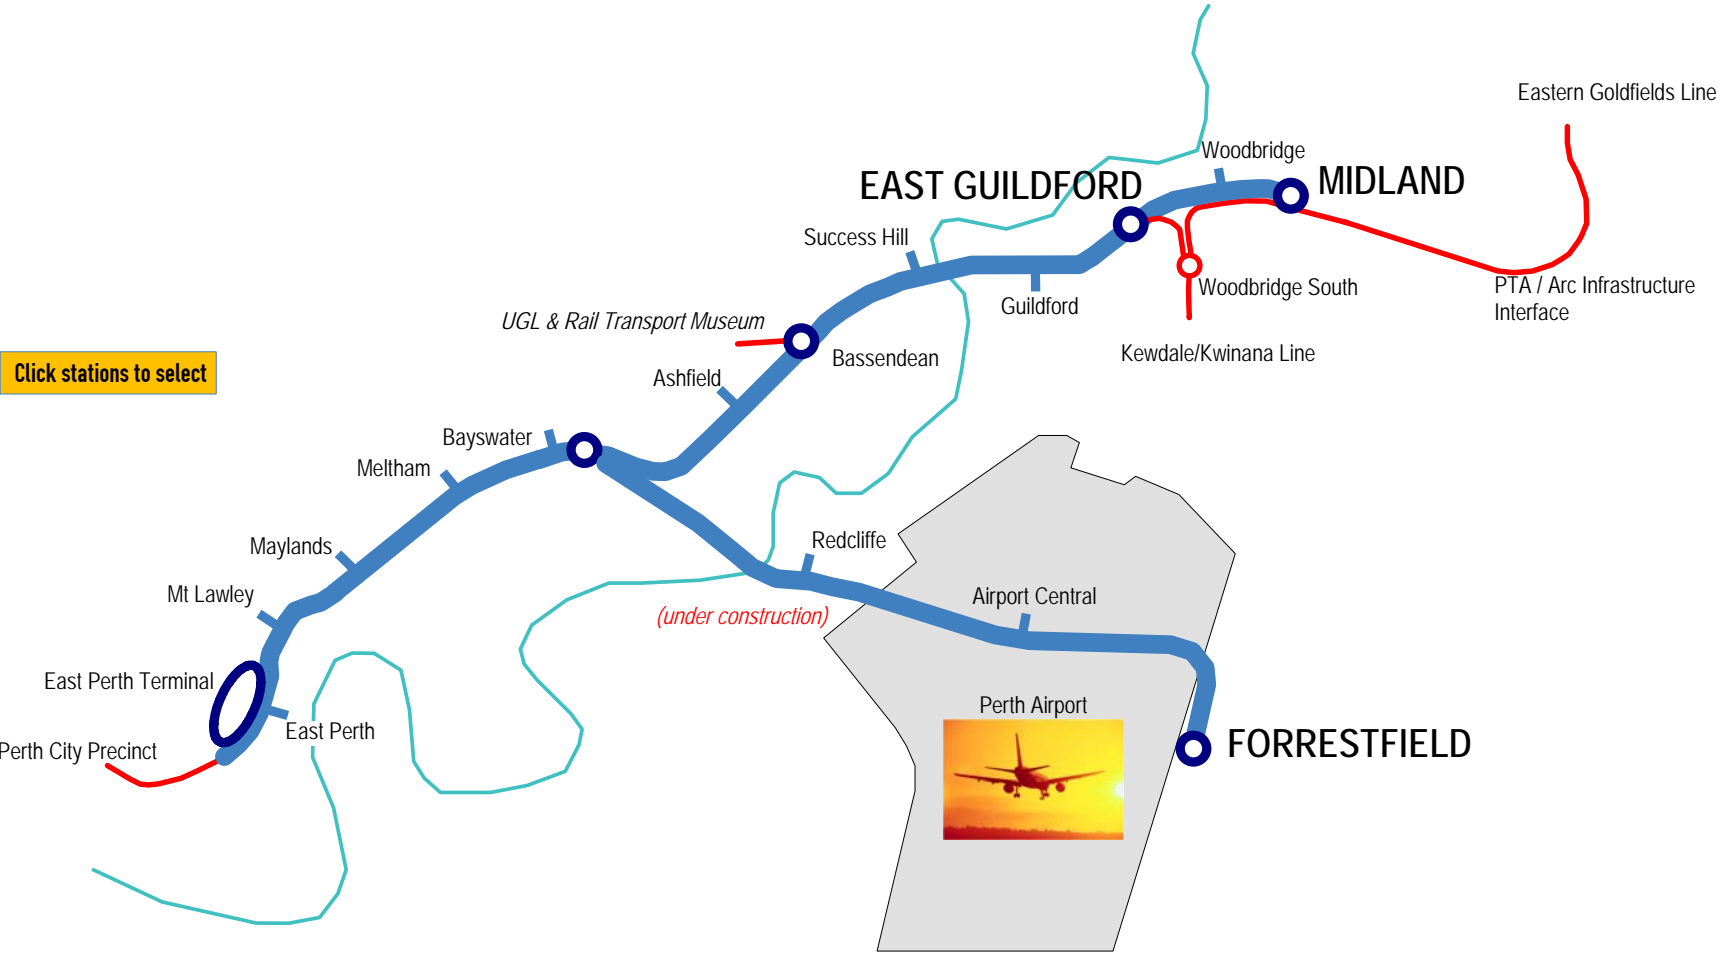 Eastern Goldfields Line
Woodbridge
EAST GUILDFORD
MIDLAND
Success Hill
Woodbridge South
PTA / Arc Infrastructure
Interface
Guildford
UGL & Rail Transport Museum
Bassendean
Kewdale/Kwinana Line
Click stations to select
Ashfield
Bayswater
Meltham
Redcliffe
Maylands
Mt Lawley
Airport Central
(under construction)
East Perth Terminal
Perth Airport
East Perth
Perth City Precinct
FORRESTFIELD